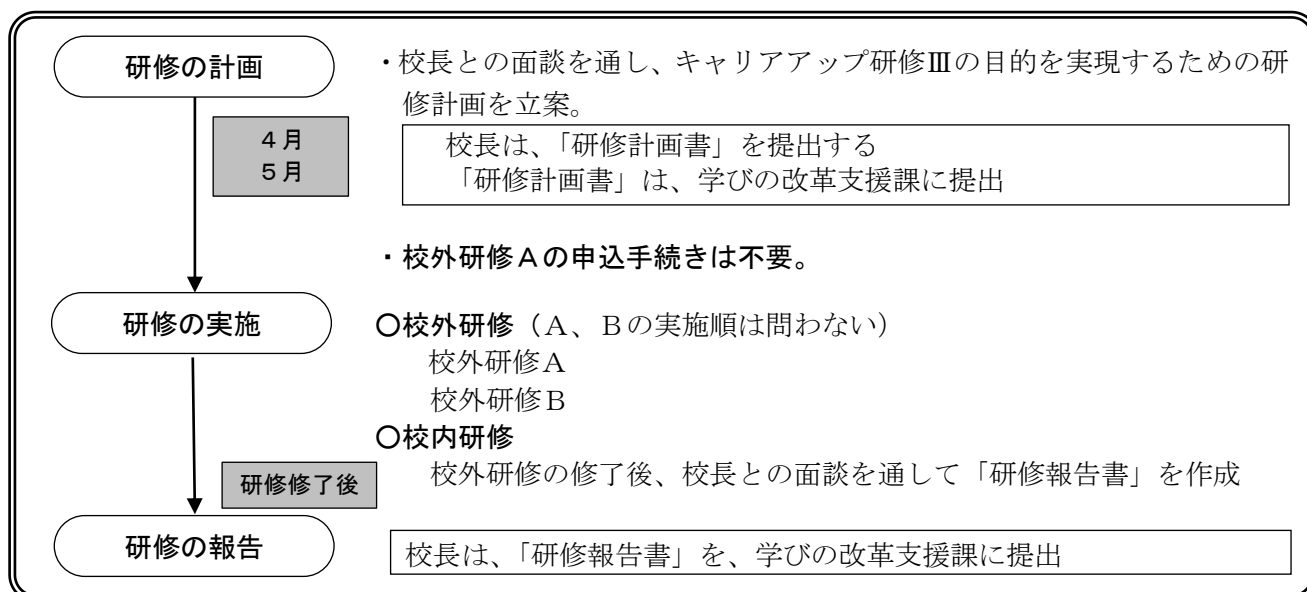 研修の計画
・校長との面談を通し、キャリアアップ研修Ⅲの目的を実現するための研
修計画を立案。
４月
５月
校長は、「研修計画書」を提出する
「研修計画書」は、学びの改革支援課に提出
・校外研修Ａの申込手続きは不要。
研修の実施
○校外研修（Ａ、Ｂの実施順は問わない）
校外研修Ａ
校外研修Ｂ
○校内研修
校外研修の修了後、校長との面談を通して「研修報告書」を作成
研修修了後
研修の報告
校長は、「研修報告書」を、学びの改革支援課に提出